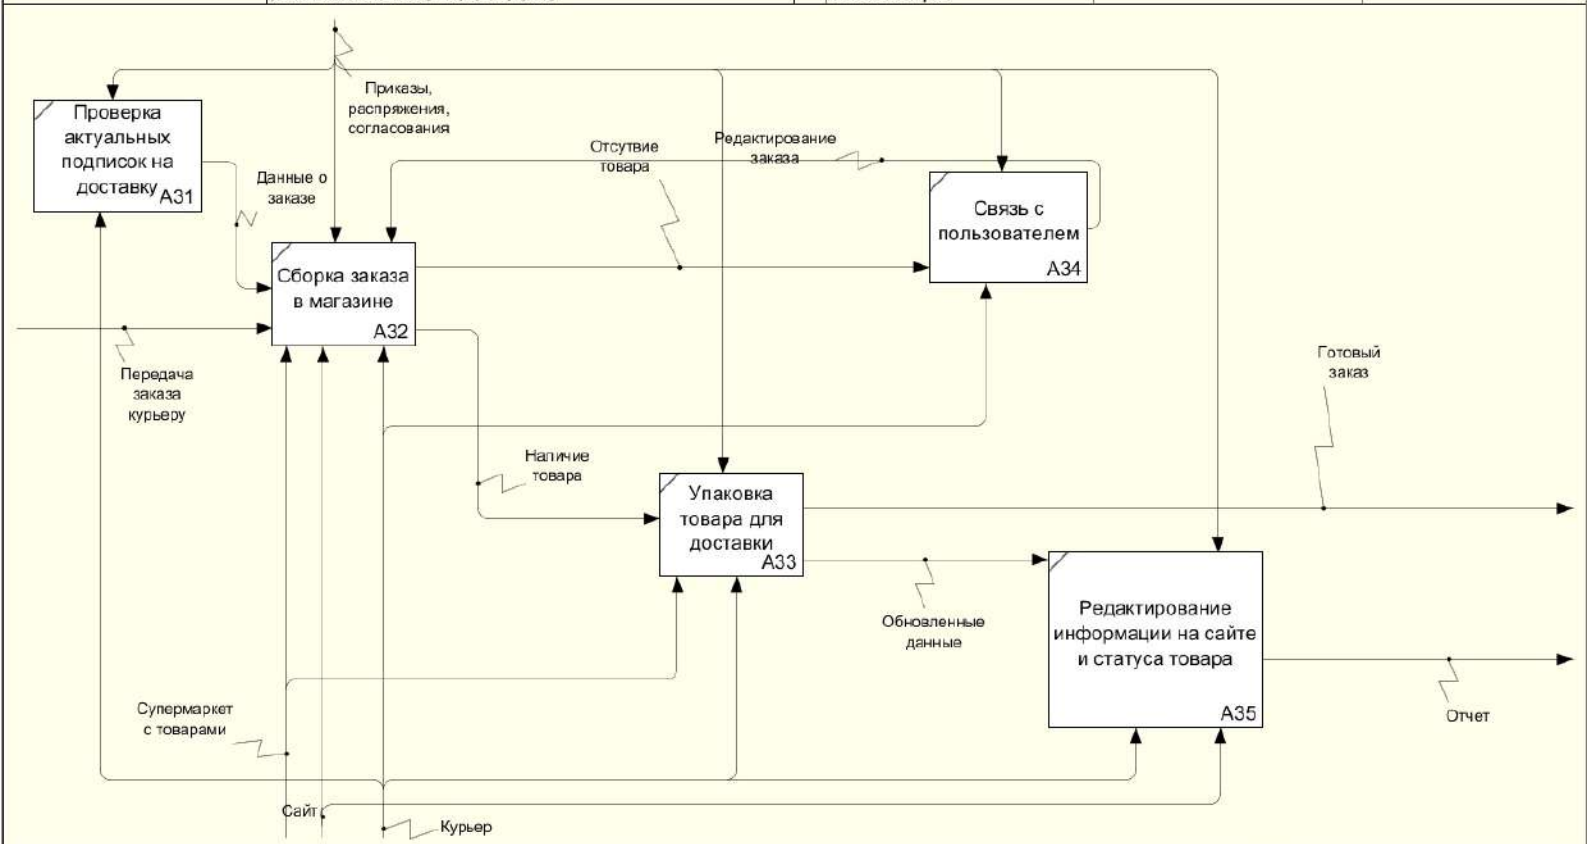 Приказы,
распряжения,
согласования
Проверка
актуальных
подписок на
доставку
A31
Данные о
заказе
Отсутвие
товара
Редактирование
заказа
Связь с
пользователем
A34
Сборка заказа
в магазине
A32
Передача
заказа
курьеру
Готовый
заказ
Наличие
товара
Упаковка
товара для
доставки
A33
Обновленные
данные
Редактирование
информации на сайте
и статуса товара
A35
Супермаркет
с товарами
Отчет
Сайт
Курьер